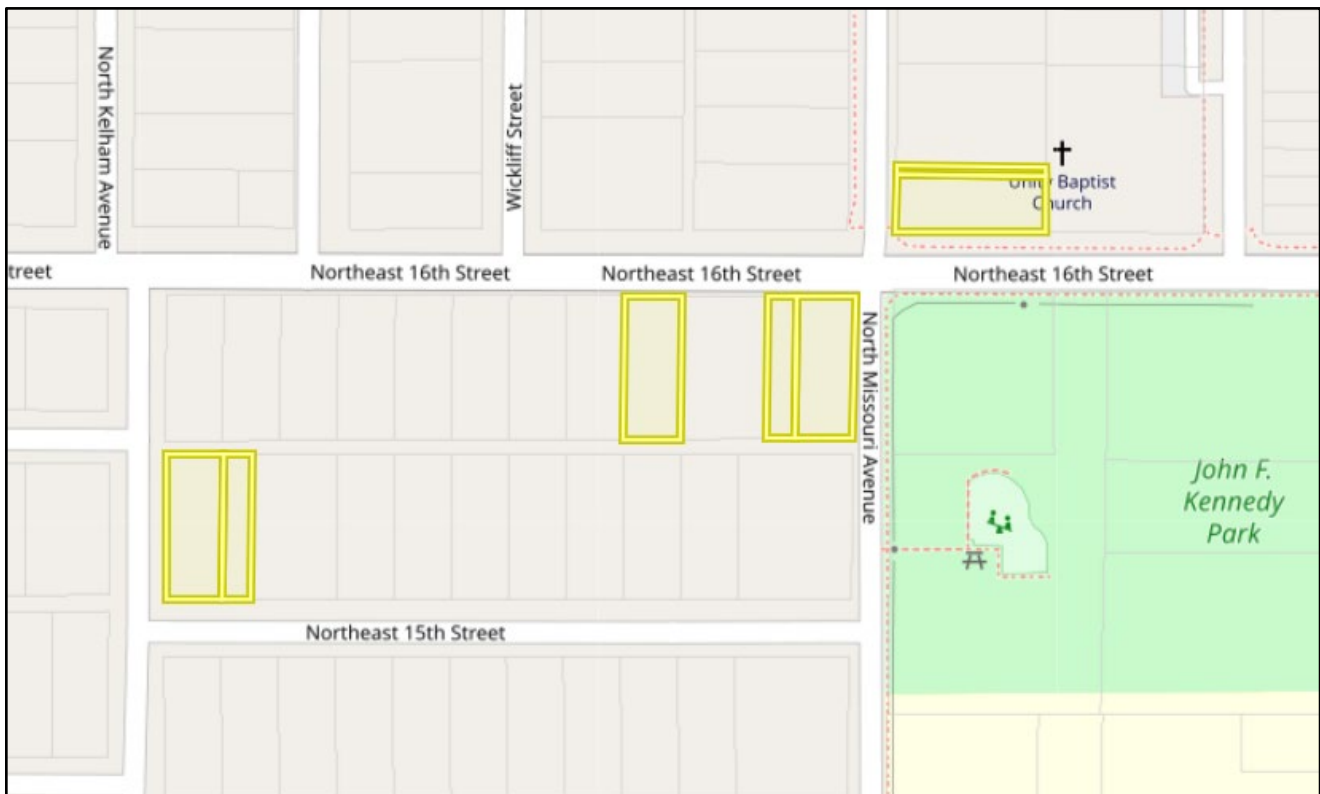 North Kelham Avenue
Wickliff Street
Unity Baptist
Church
treet
Northeast 16th Street
Northeast 16th Street
Northeast 16th Street
North Missouri Avenue
John F.
Kennedy
Park
Northeast 15th Street